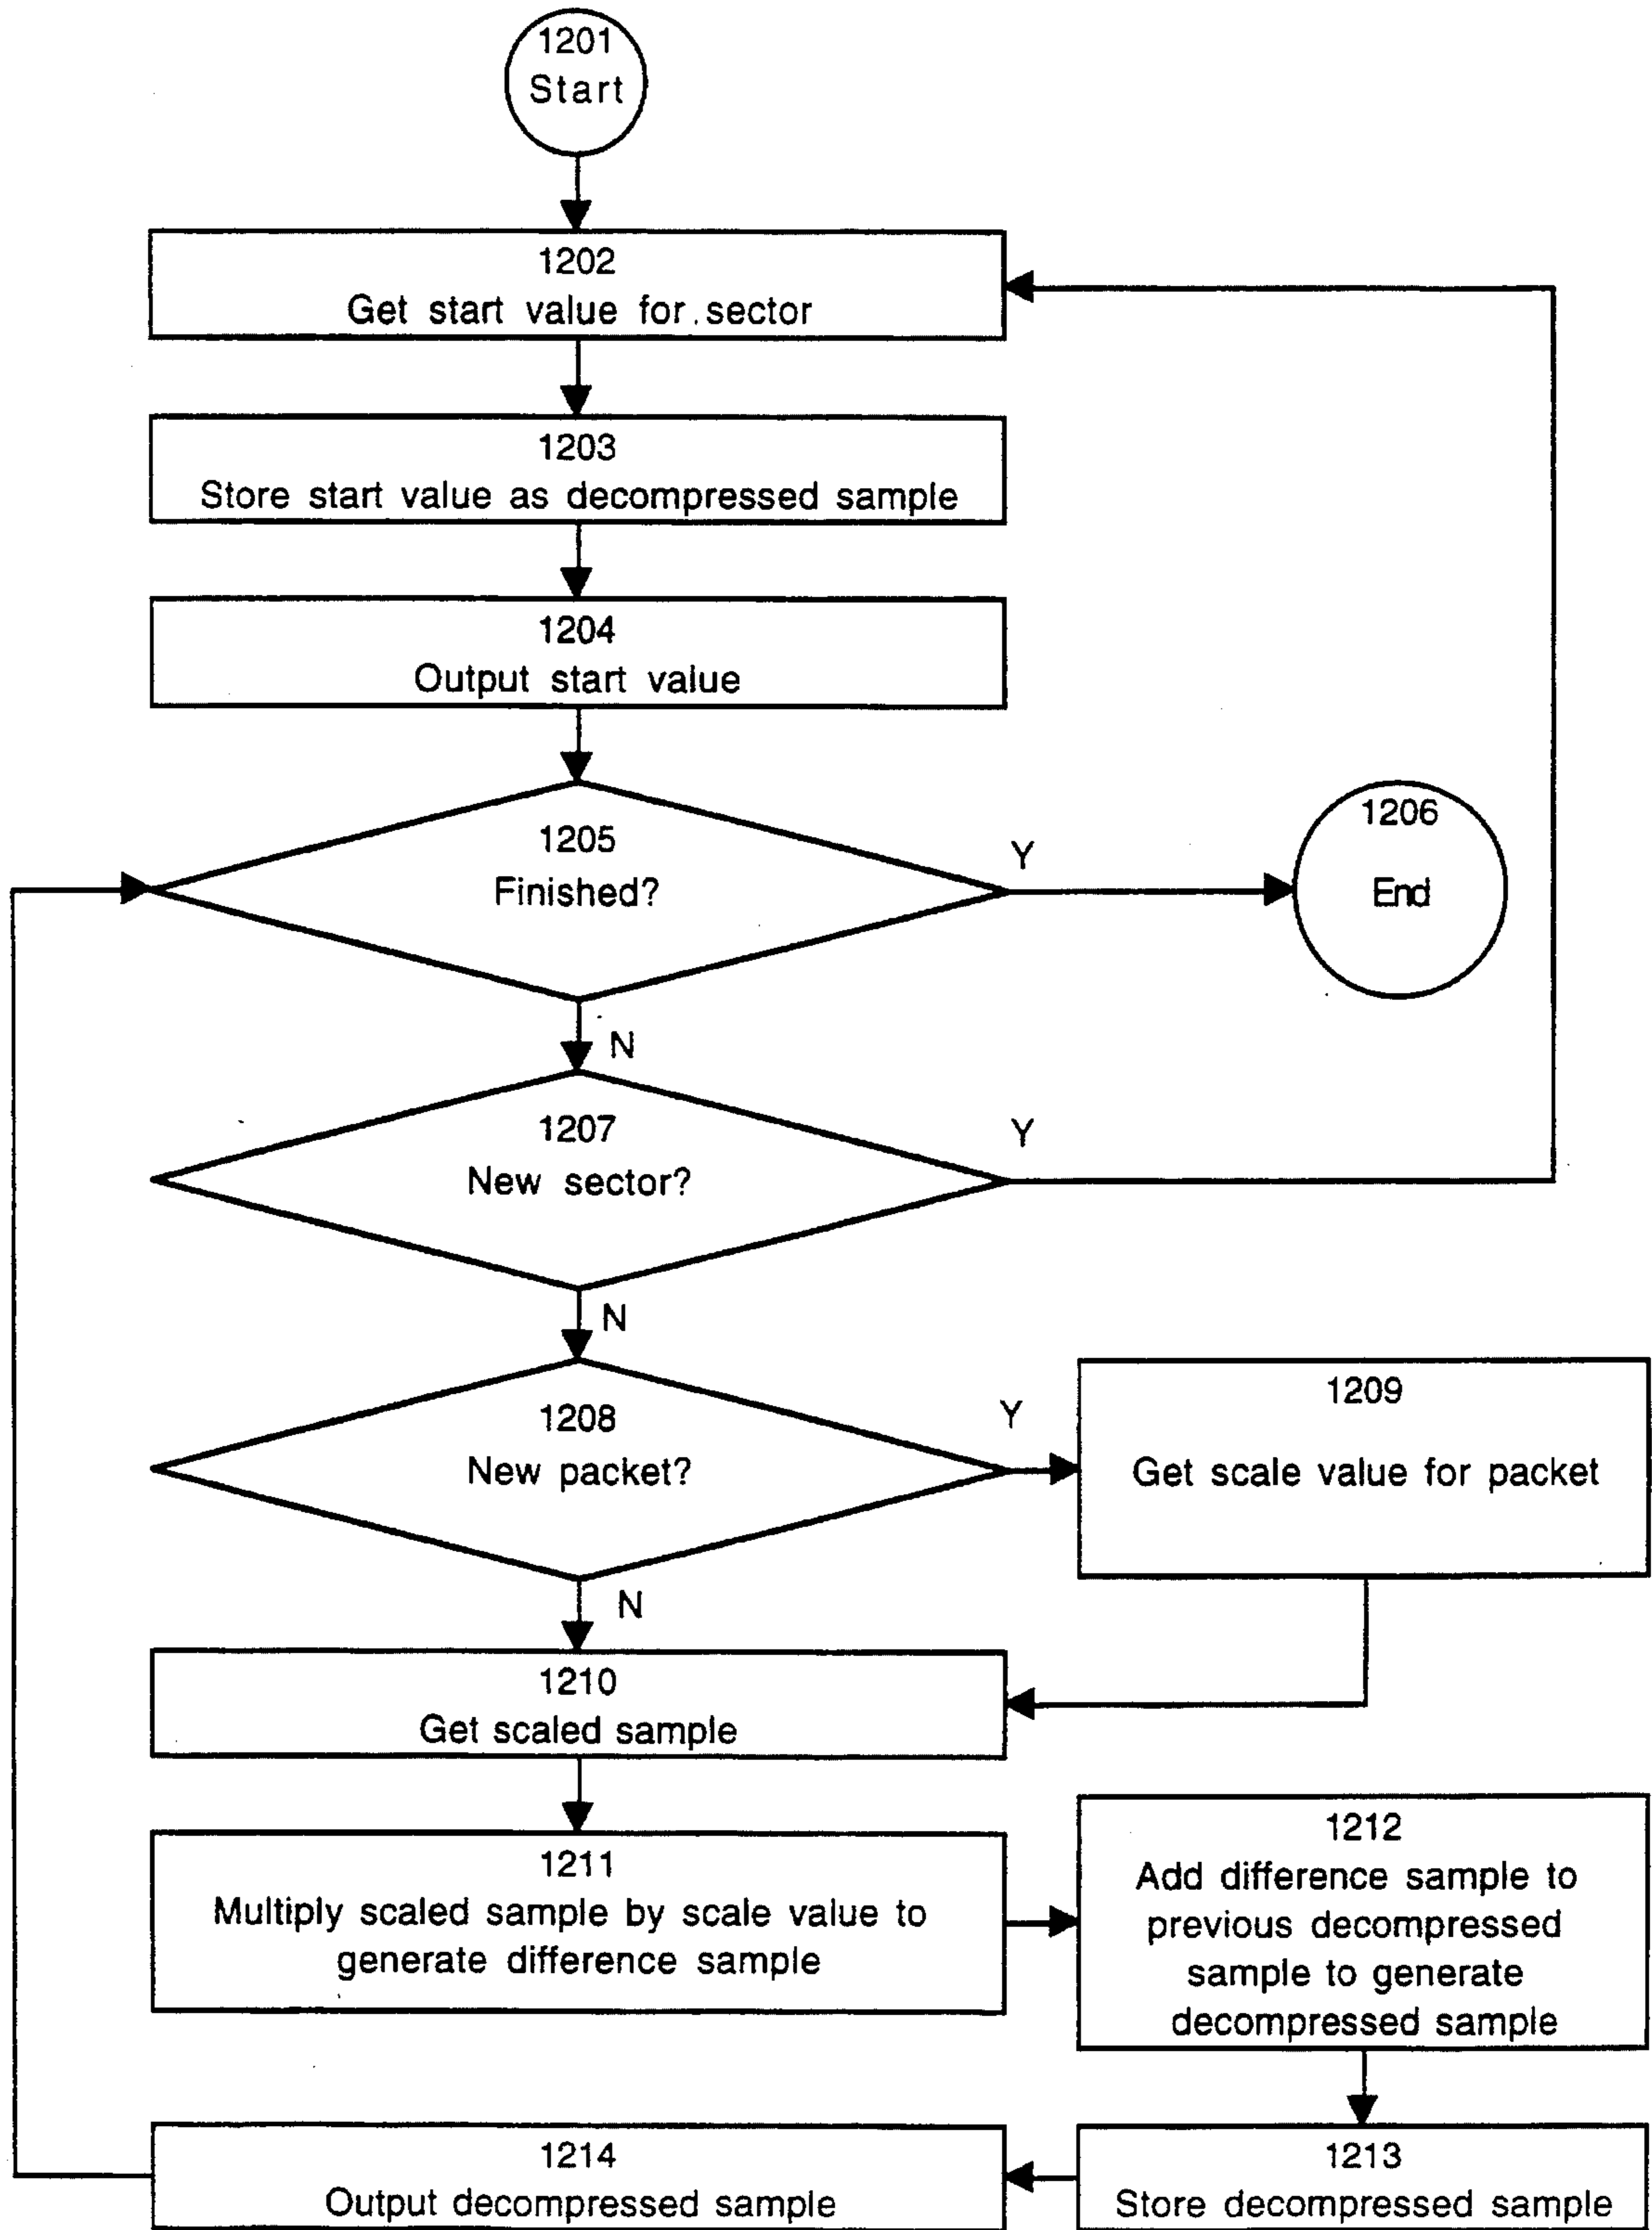 1201
Start
1202
Get start value for sector
1203
Store start value as decompressed sample
1204
Output start value
1205
Finished?
Y
1206
End
N
1207
New sector?
Y
N
1208
New packet?
Y
1209
Get scale value for packet
N
1210
Get scaled sample
1211
Multiply scaled sample by scale value to
generate difference sample
1212
Add difference sample to
previous decompressed
sample to generate
decompressed sample
1213
Store decompressed sample
1214
Output decompressed sample